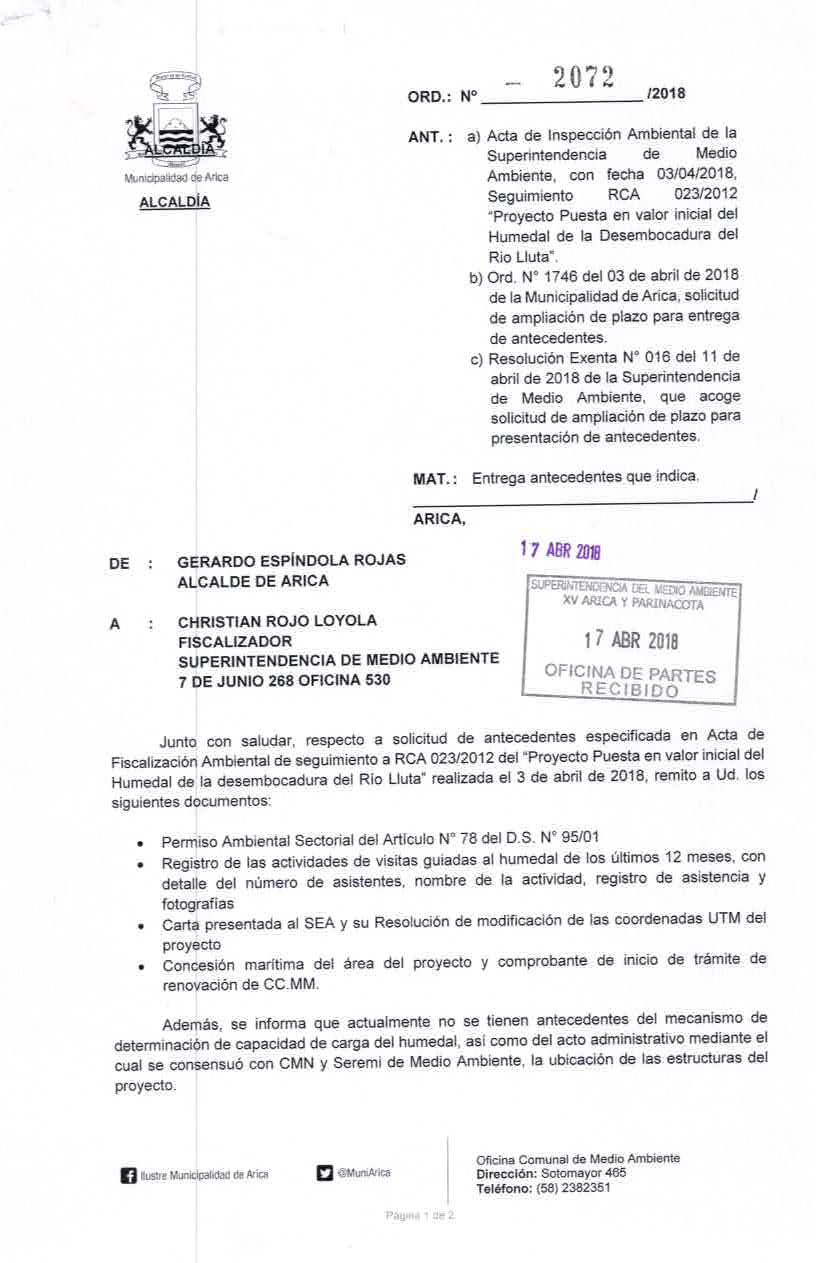 ALCALDÍA
Municipalidad de Arica
ALCALDÍA
ORD.: Nº - 2072 /2018
ANT. : a) Acta de Inspección Ambiental de la
Superintendencia de Medio
Ambiente, con fecha 03/04/2018,
Seguimiento RCA 023/2012
"Proyecto Puesta en valor inicial del
Humedal de la Desembocadura del
Rio Lluta".
b) Ord. N° 1746 del 03 de abril de 2018
de la Municipalidad de Arica, solicitud
de ampliación de plazo para entrega
de antecedentes.
c) Resolución Exenta N° 016 del 11 de
abril de 2018 de la Superintendencia
de Medio Ambiente, que acoge
solicitud de ampliación de plazo para
presentación de antecedentes.
MAT. : Entrega antecedentes que indica.
/
ARICA,
17 ABR 2018
DE : GERARDO ESPÍNDOLA ROJAS
ALCALDE DE ARICA
A : CHRISTIAN ROJO LOYOLA
FISCALIZADOR
SUPERINTENDENCIA DE MEDIO AMBIENTE
7 DE JUNIO 268 OFICINA 530
SUPERINTENDENCIA DEL MEDIO AMBIENTE
XV ARICA Y PARINACOTA
17 ABR 2018
OFICINA DE PARTES
RECIBIDO
Junto con saludar, respecto a solicitud de antecedentes especificada en Acta de
Fiscalización Ambiental de seguimiento a RCA 023/2012 del "Proyecto Puesta en valor inicial del
Humedal de la desembocadura del Rio Lluta" realizada el 3 de abril de 2018, remito a Ud. los
siguientes documentos:
• Permiso Ambiental Sectorial del Artículo N° 78 del D.S. N° 95/01
• Registro de las actividades de visitas guiadas al humedal de los últimos 12 meses, con
detalle del número de asistentes, nombre de la actividad, registro de asistencia y
fotografías
• Carta presentada al SEA y su Resolución de modificación de las coordenadas UTM del
proyecto
• Concesión marítima del área del proyecto y comprobante de inicio de trámite de
renovación de CC.MM.
Además, se informa que actualmente no se tienen antecedentes del mecanismo de
determinación de capacidad de carga del humedal, así como del acto administrativo mediante el
cual se consensuó con CMN y Seremi de Medio Ambiente, la ubicación de las estructuras del
proyecto.
Ilustre Municipalidad de Arica
@MuniArica
Oficina Comunal de Medio Ambiente
Dirección: Sotomayor 465
Teléfono: (58) 2382351
Página 1 de 2